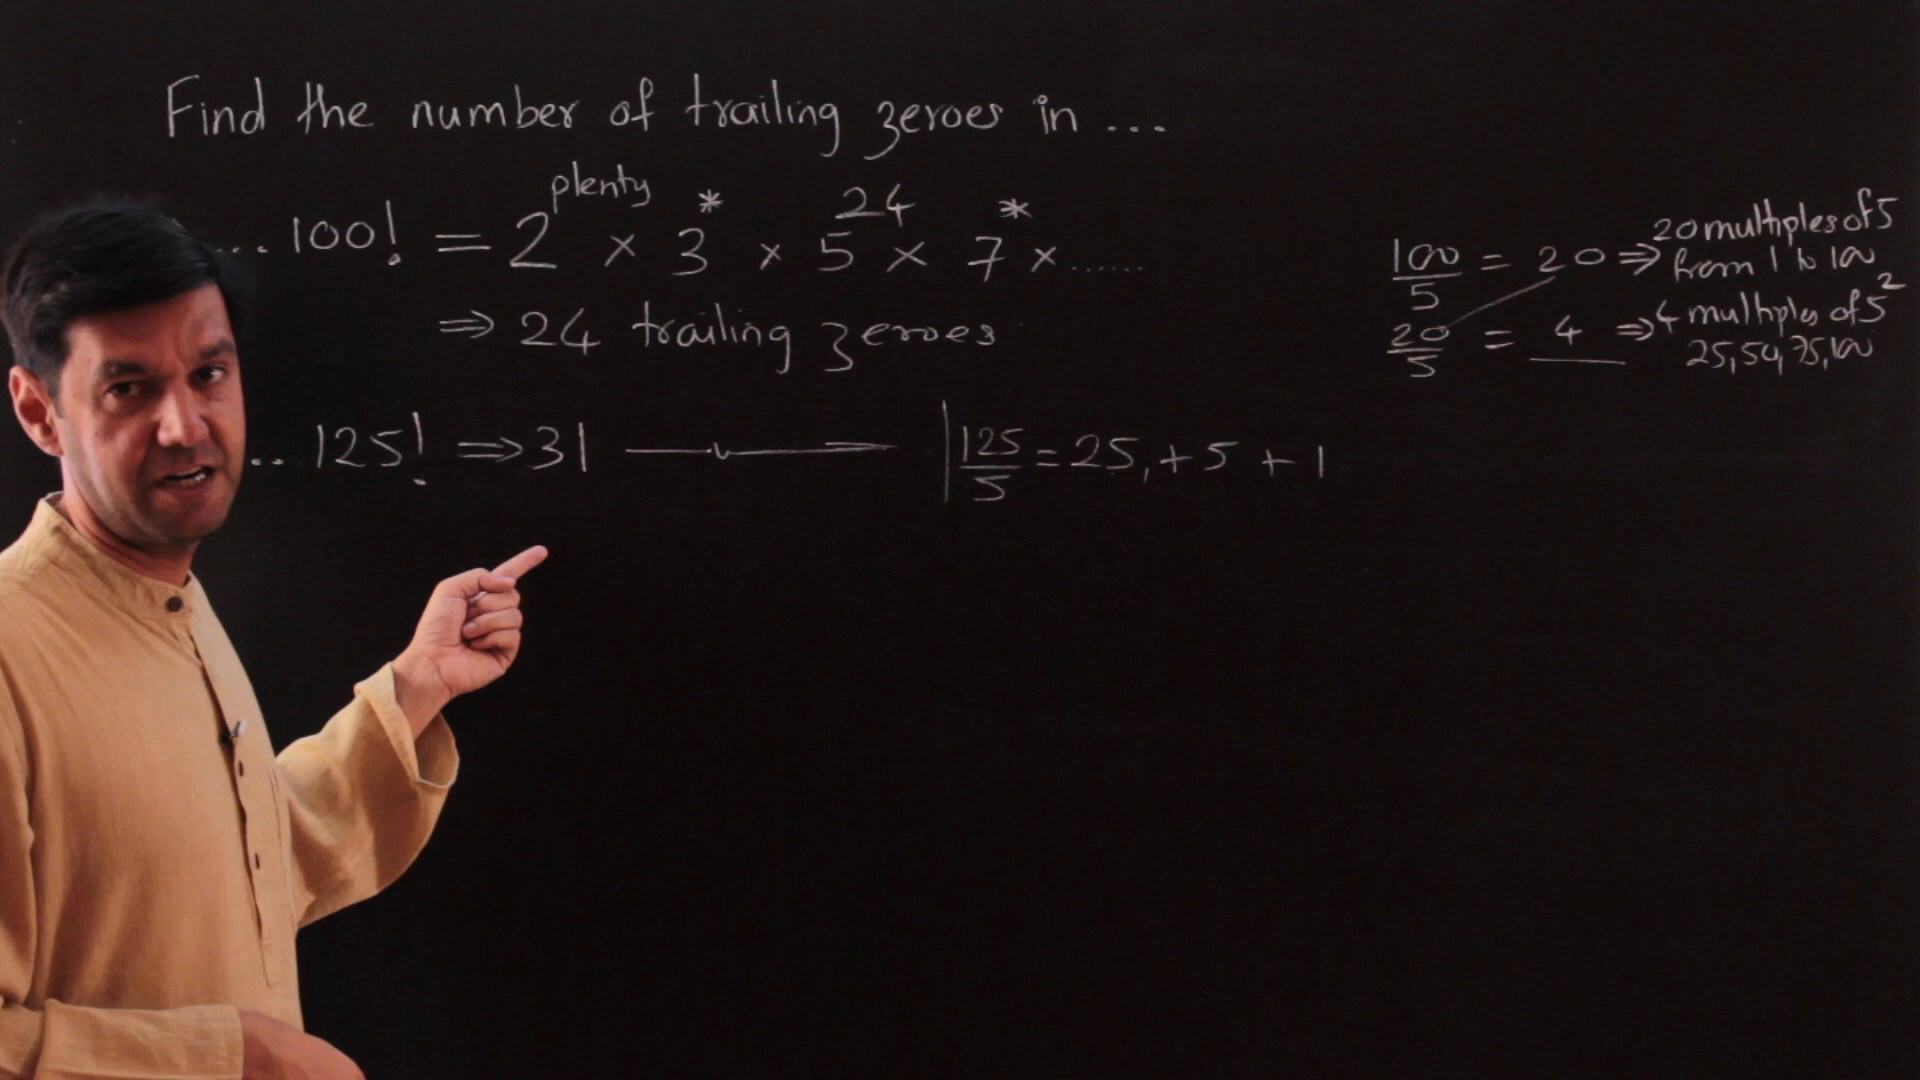 Find the number of trailing zeroes in ...
... 100! = 2^plenty × 3^* × 5^24 × 7^* × ......
⇒ 24 trailing zeroes
100/5 = 20 ⇒ 20 multiples of 5 from 1 to 100
20/5 = 4 ⇒ 4 multiples of 5^2
25, 50, 75, 100
.. 125! ⇒ 31 → | 125/5 = 25, + 5 + 1